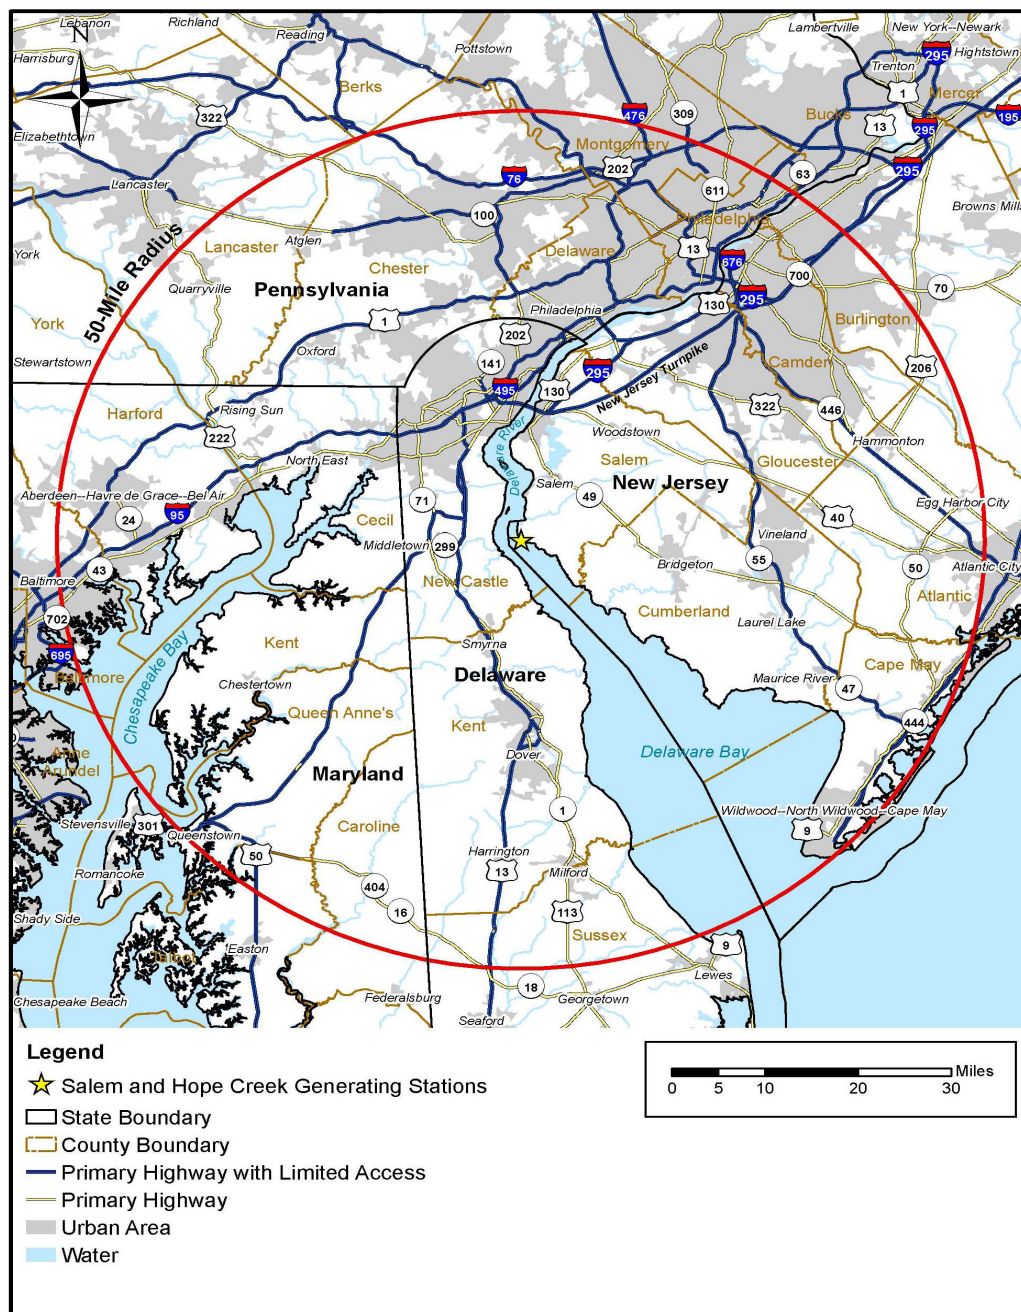 Lebanon
Richland
Lambertville
New York--Newark
N
Reading
Pottstown
295
Hightstown
Harrisburg
Trenton
Berks
1
Mercer
Bucks
322
476
309
195
13
295
Elizabethtown
Montgomery
202
295
63
76
Lancaster
611
Browns Mills
100
Philadelphia
50-Mile Radius
Lancaster
Atglen
Delaware
13
York
676
Chester
700
Quarryville
Pennsylvania
70
295
130
Philadelphia
York
1
Burlington
202
Oxford
Stewartstown
141
New Jersey Turnpike
Camden
295
206
495
130
Harford
Rising Sun
322
446
222
Delaware River
Woodstown
Hammonton
North East
Salem
Gloucester
Salem
New Jersey
Aberdeen--Havre de Grace--Bel Air
71
49
Egg Harbor City
95
24
Cecil
40
Vineland
Middletown
299
55
Bridgeton
43
50
Atlantic City
Baltimore
New Castle
Atlantic
Cumberland
702
Laurel Lake
Kent
Smyrna
695
Chesapeake Bay
Cape May
Baltimore
Chestertown
Delaware
Maurice River
47
Queen Anne's
Kent
444
Anne
Arundel
Delaware Bay
Dover
Maryland
1
Wildwood--North Wildwood--Cape May
Stevensville
301
Caroline
9
Queenstown
50
Harrington
13
Milford
Romancoke
404
16
113
Shady Side
Sussex
9
Easton
Talbot
Lewes
18
Chesapeake Beach
Federalsburg
Georgetown
Seaford
Legend
Salem and Hope Creek Generating Stations
State Boundary
County Boundary
Primary Highway with Limited Access
Primary Highway
Urban Area
Water
Miles
0 5 10 20 30